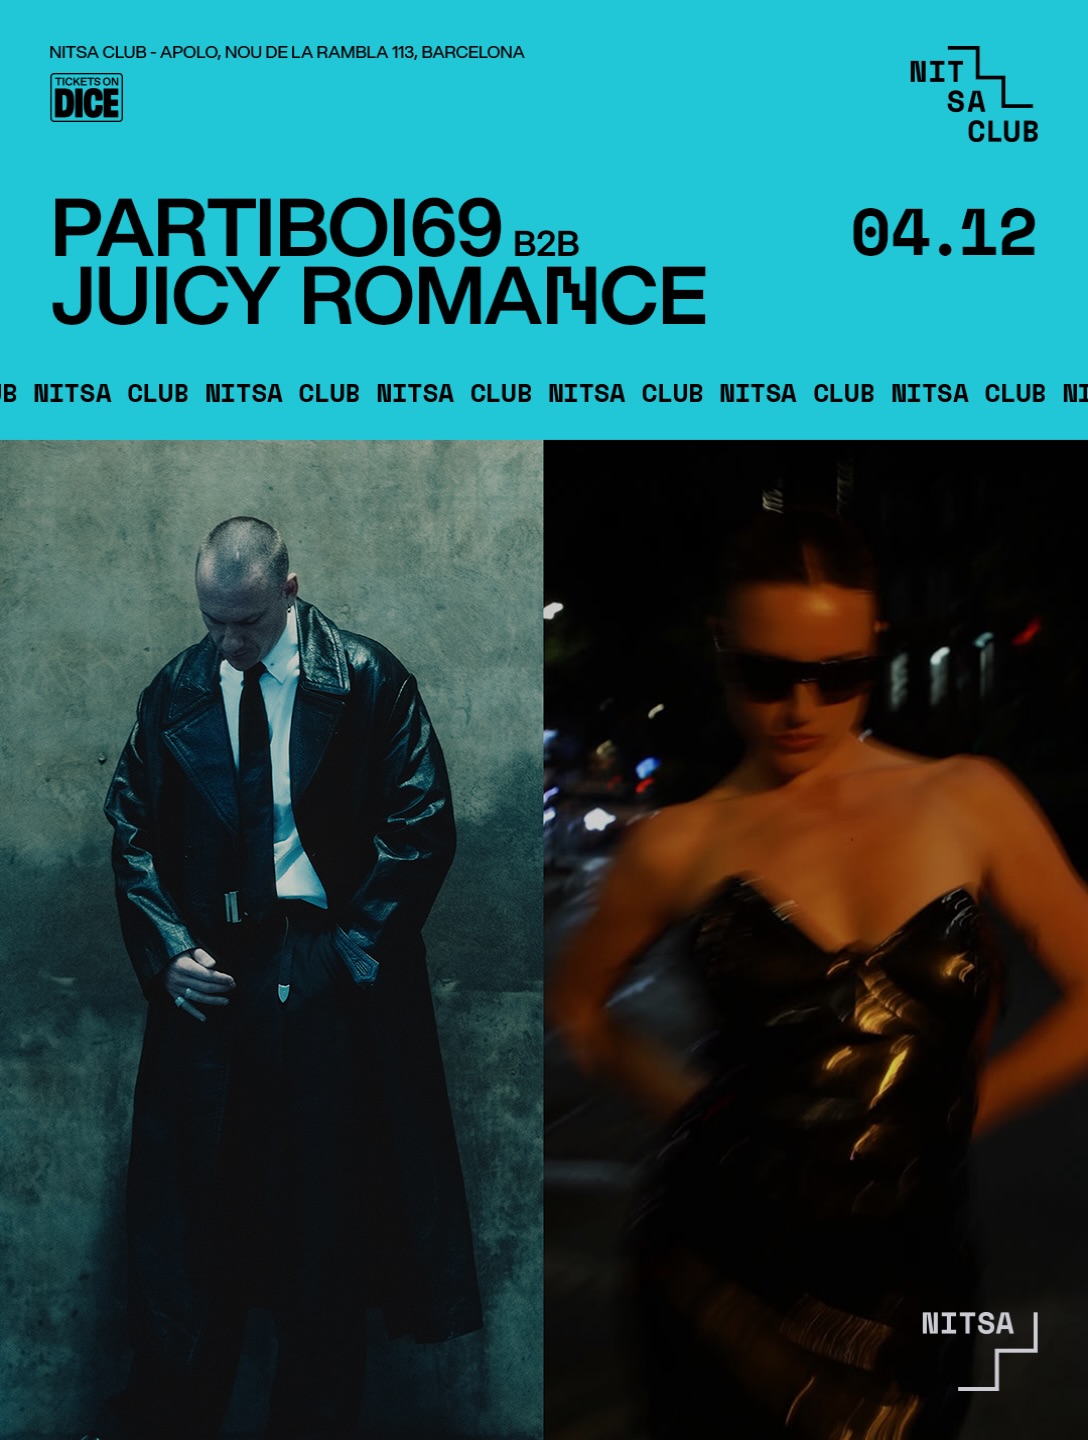 NITSA CLUB - APOLO, NOU DE LA RAMBLA 113, BARCELONA
TICKETS ON
DICE
NIT
SA
CLUB
PARTIBOI69 B2B
JUICY ROMANCE
04.12
UB NITSA CLUB NITSA CLUB NITSA CLUB NITSA CLUB NITSA CLUB NITSA CLUB NI
NITSA